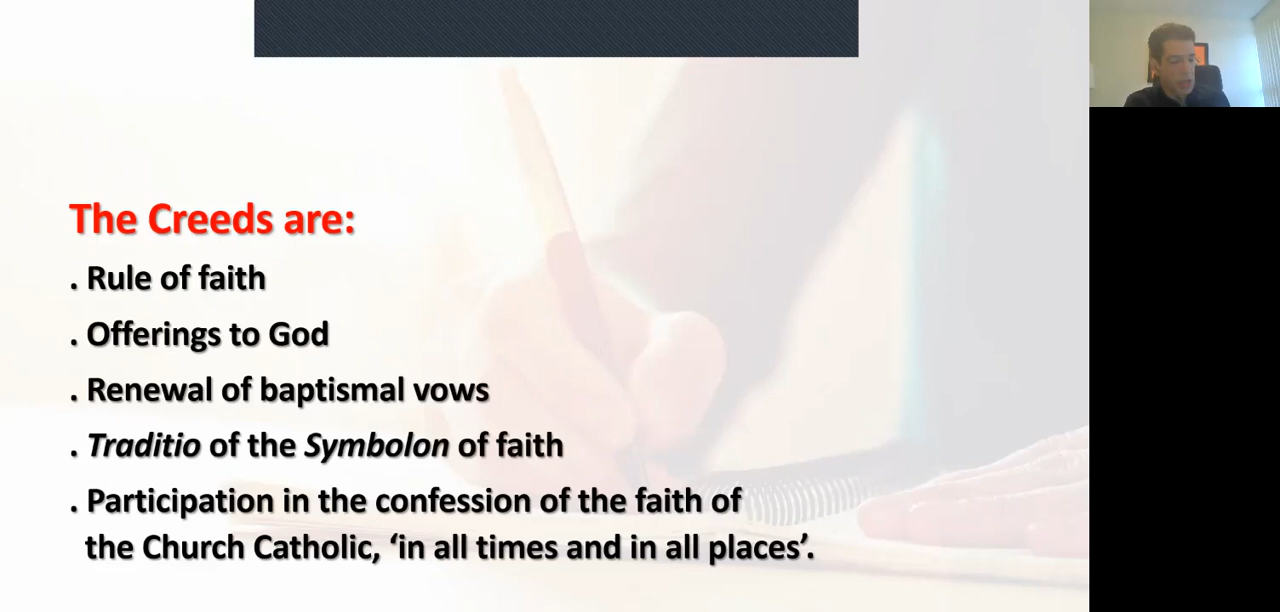 The Creeds are:
. Rule of faith
. Offerings to God
. Renewal of baptismal vows
. Traditio of the Symbolon of faith
. Participation in the confession of the faith of
the Church Catholic, ‘in all times and in all places’.